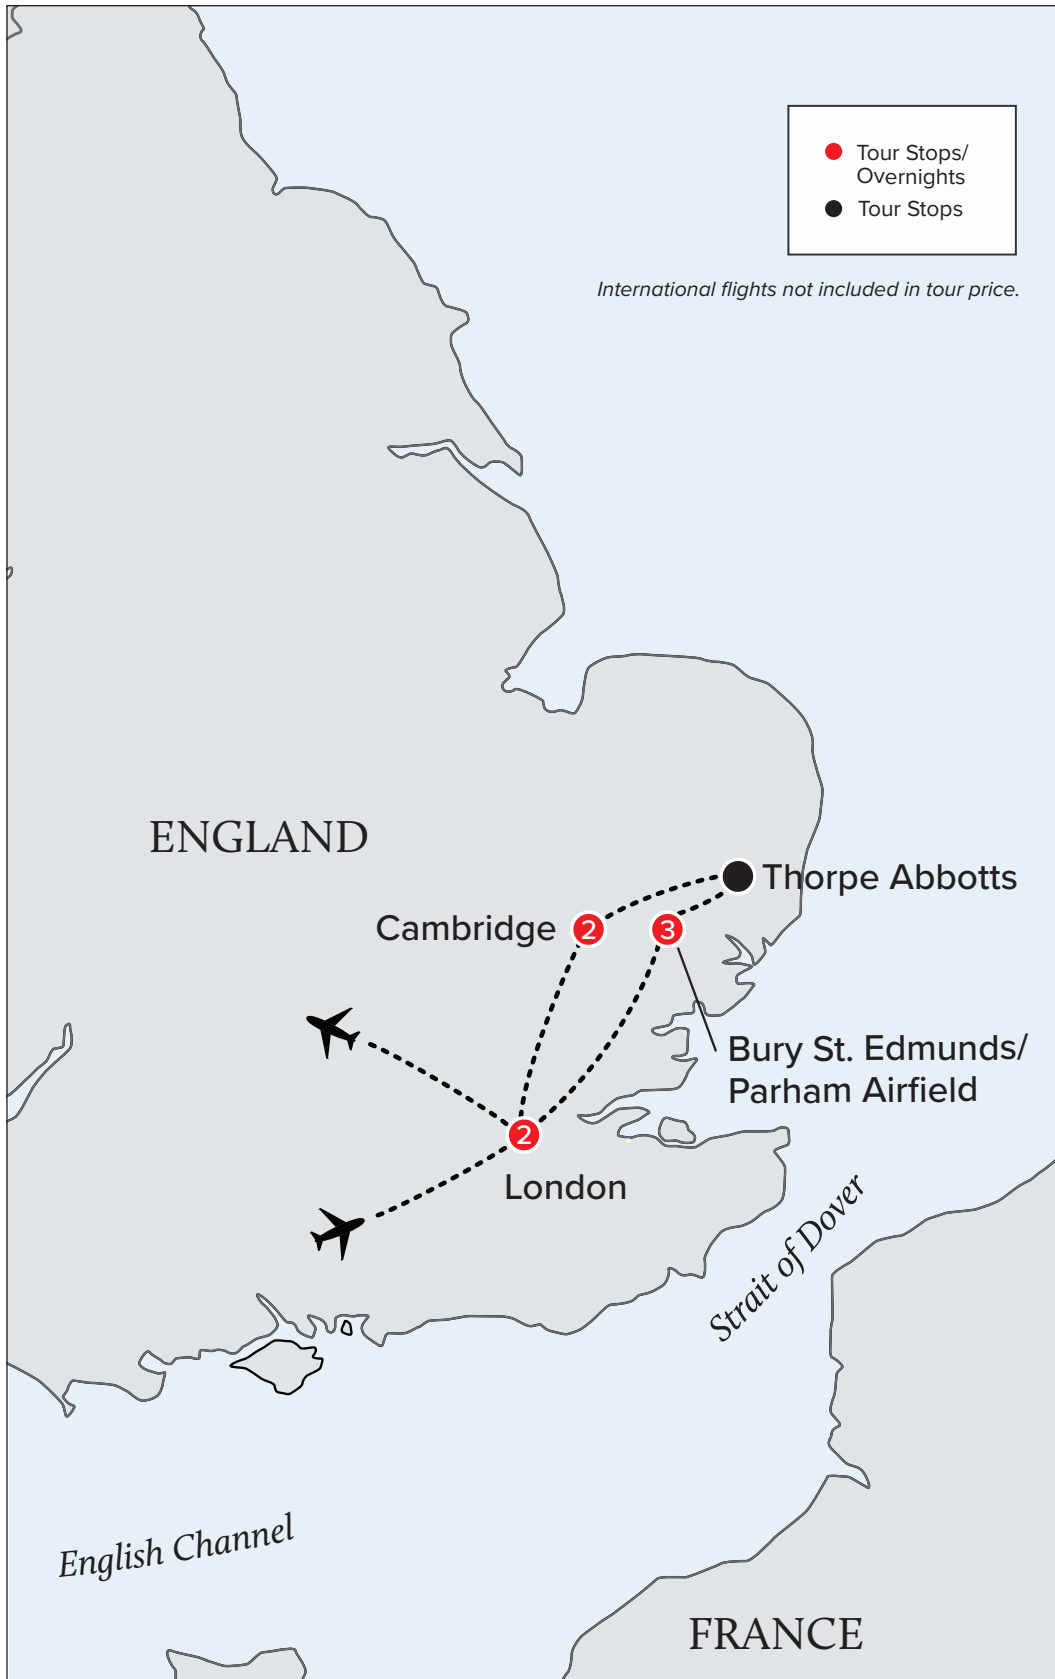 Tour Stops/
Overnights
Tour Stops
International flights not included in tour price.
ENGLAND
Thorpe Abbotts
Cambridge
2
3
Bury St. Edmunds/
Parham Airfield
2
London
Strait of Dover
English Channel
FRANCE